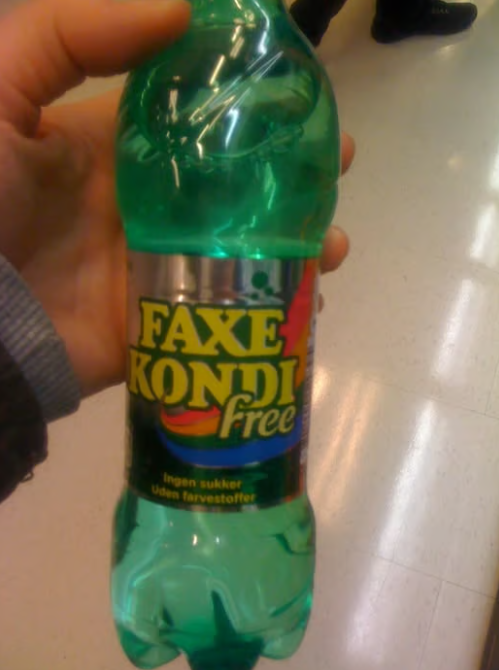 FAXE
KONDI
free
Ingen sukker
Uden farvestoffer